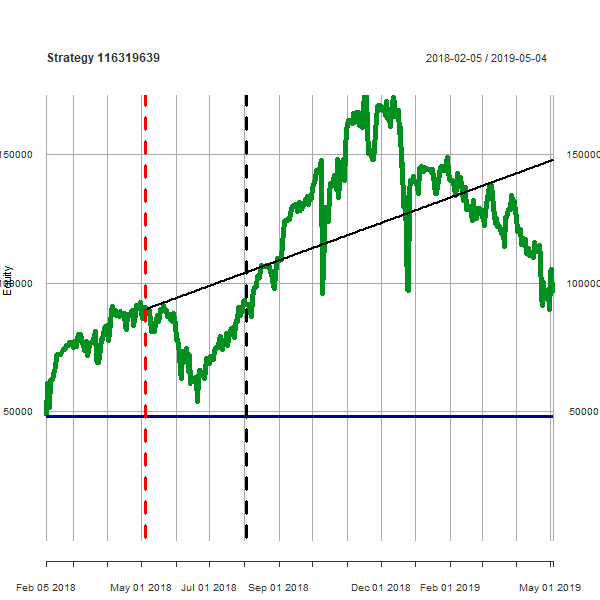 Strategy 116319639
2018-02-05 / 2019-05-04
150000 150000
Equity
100000 100000
50000 50000
Feb 05 2018 May 01 2018 Jul 01 2018 Sep 01 2018 Dec 01 2018 Feb 01 2019 May 01 2019